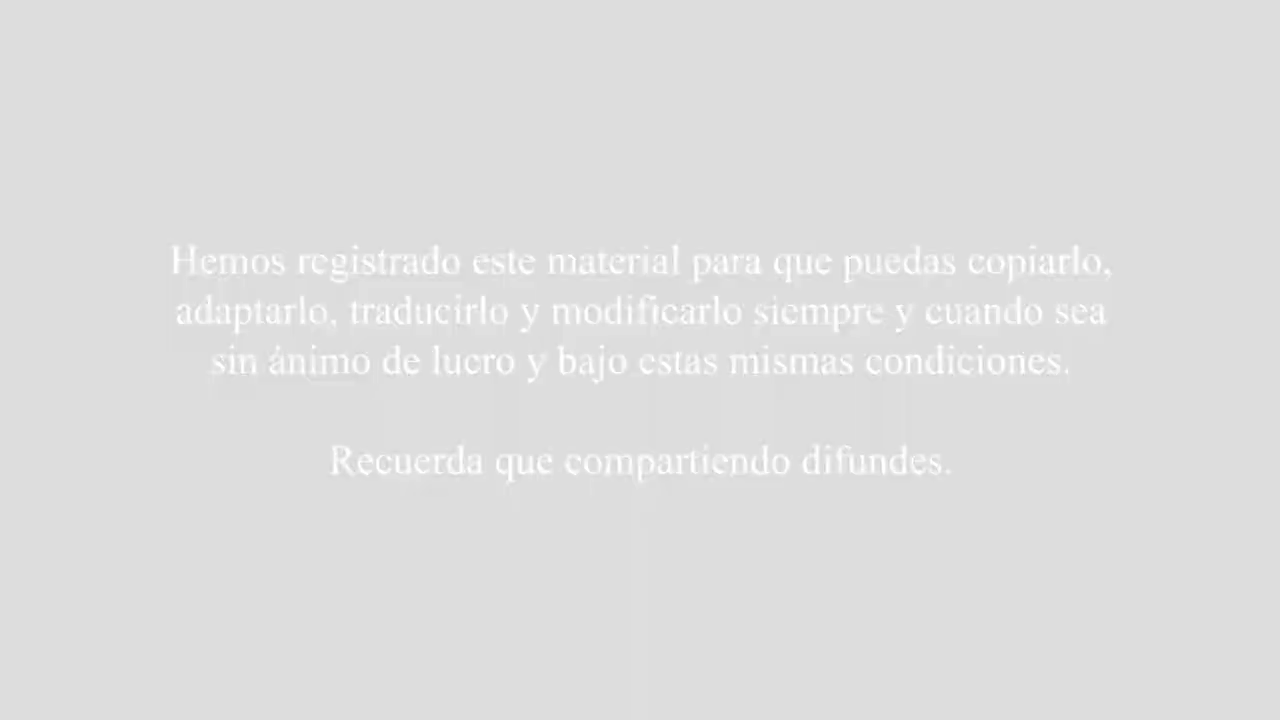 Hemos registrado este material para que puedas copiarlo,
adaptarlo, traducirlo y modificarlo siempre y cuando sea
sin ánimo de lucro y bajo estas mismas condiciones.
Recuerda que compartiendo difundes.